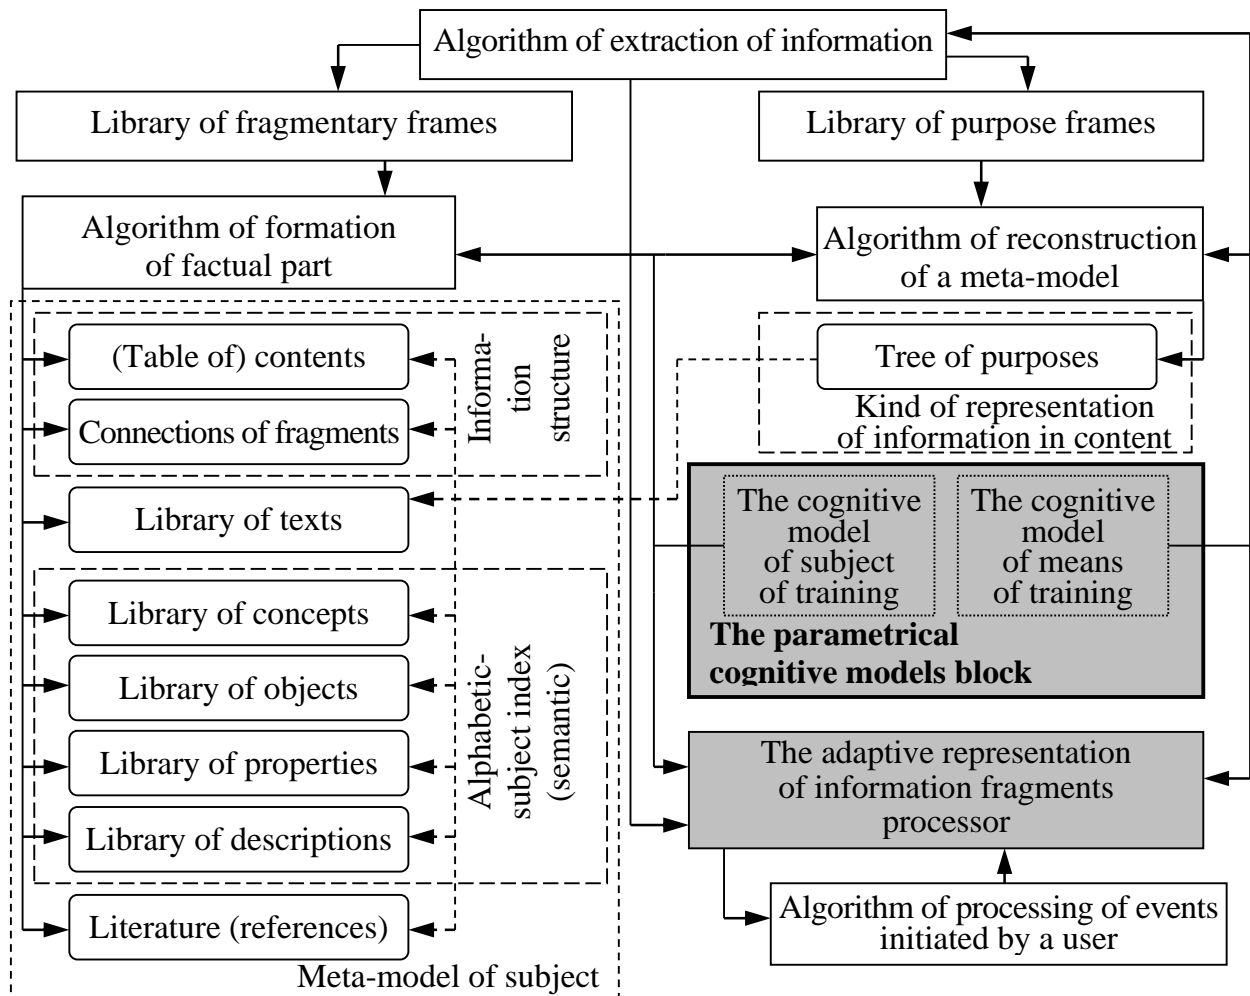 Algorithm of extraction of information
Library of fragmentary frames
Library of purpose frames
Algorithm of formation
of factual part
Algorithm of reconstruction
of a meta-model
(Table of) contents
Connections of fragments
Informa-
tion
structure
Tree of purposes
Kind of representation
of information in content
Library of texts
The cognitive
model
of subject
of training
The cognitive
model
of means
of training
The parametrical
cognitive models block
Library of concepts
Library of objects
Library of properties
Library of descriptions
Alphabetic-
subject index
(semantic)
The adaptive representation
of information fragments
processor
Literature (references)
Algorithm of processing of events
initiated by a user
Meta-model of subject